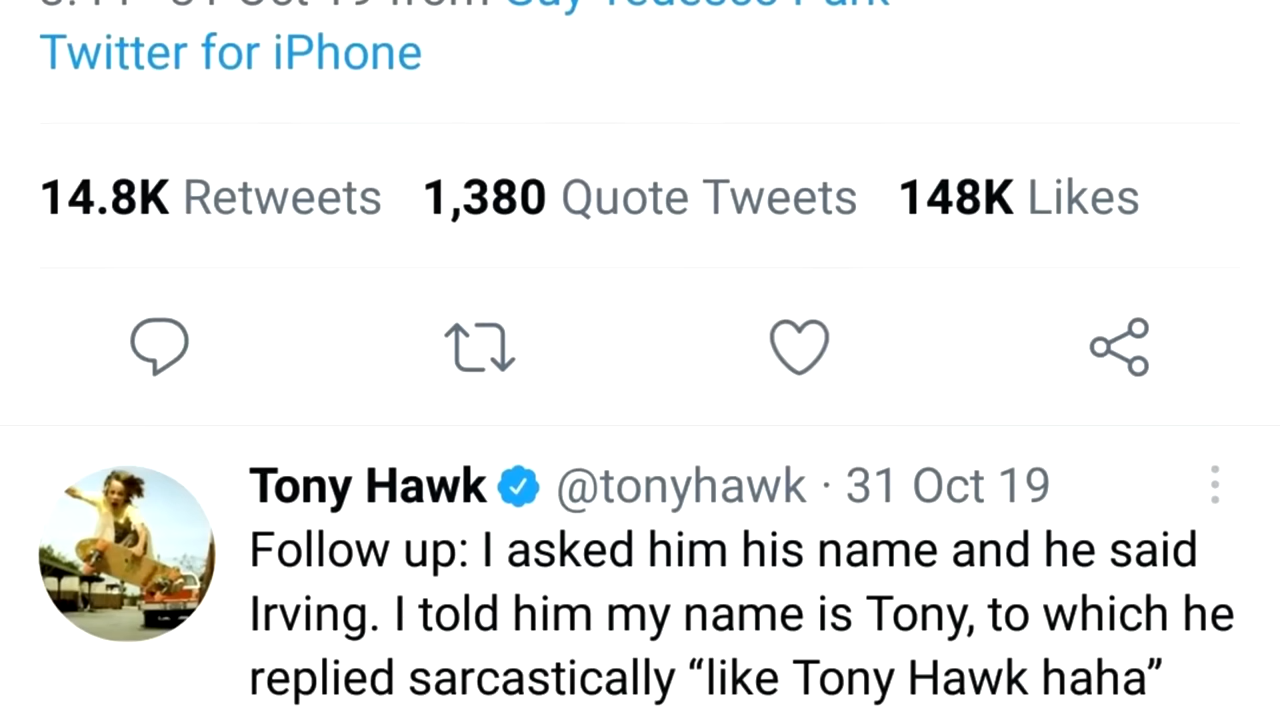 Twitter for iPhone
14.8K Retweets 1,380 Quote Tweets 148K Likes
Tony Hawk @tonyhawk · 31 Oct 19
Follow up: I asked him his name and he said
Irving. I told him my name is Tony, to which he
replied sarcastically “like Tony Hawk haha”